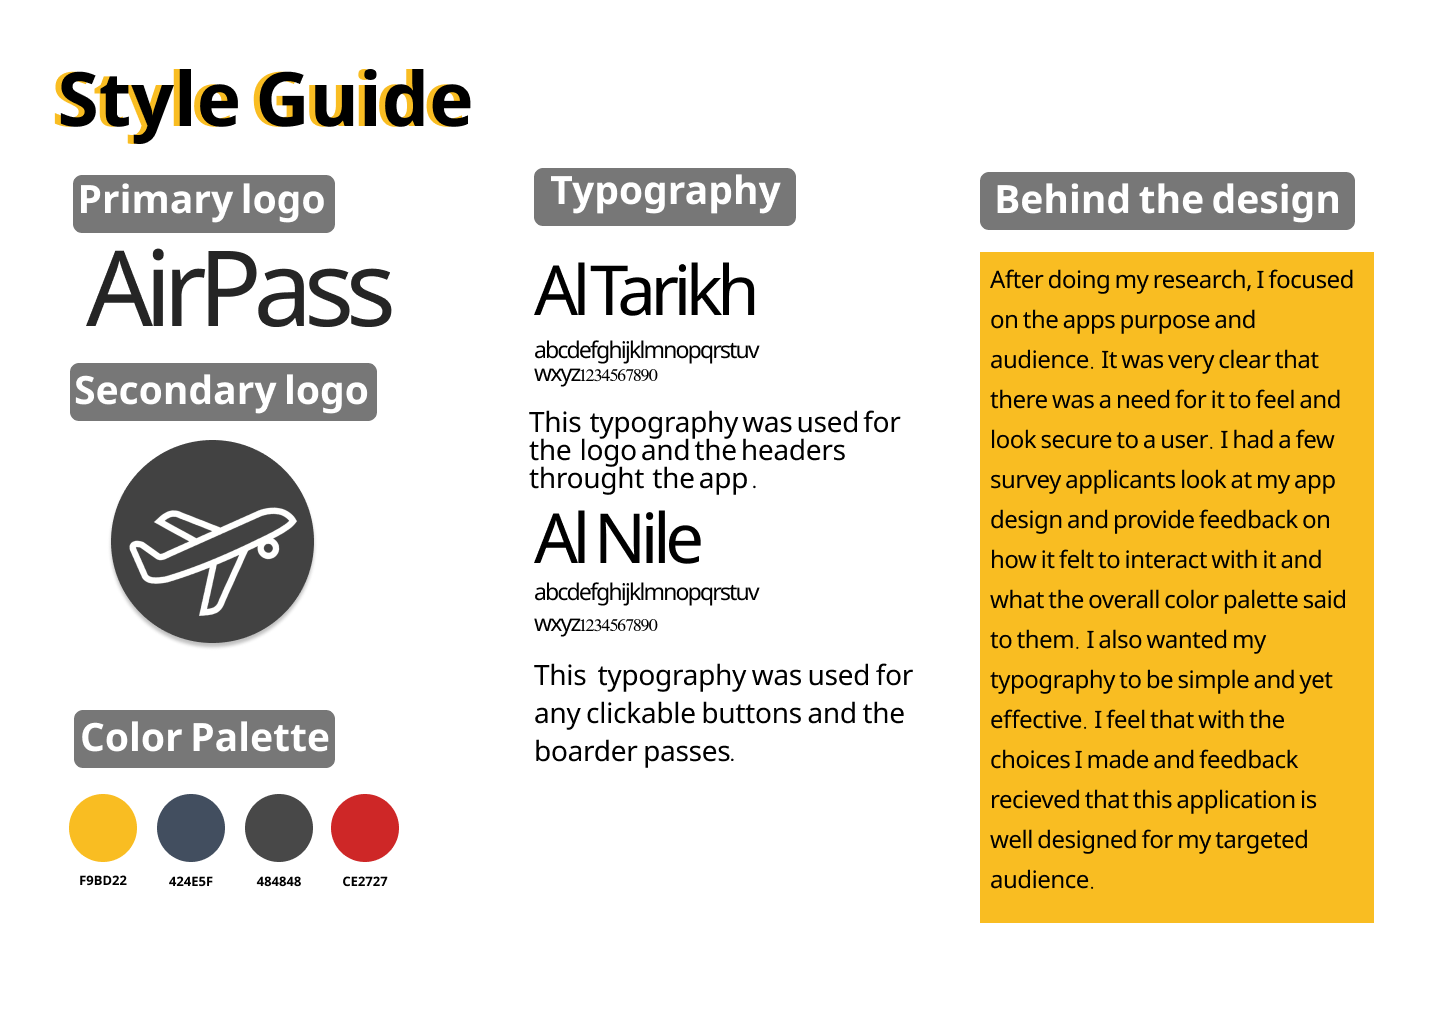 Style Guide
Primary logo
AirPass
Secondary logo
Color Palette
F9BD22
424E5F
484848
CE2727
Typography
Al Tarikh
abcdefghijklmnopqrstuv
wxyz1234567890
This typography was used for
the logo and the headers
throught the app.
Al Nile
abcdefghijklmnopqrstuv
wxyz1234567890
This typography was used for
any clickable buttons and the
boarder passes.
Behind the design
After doing my research, I focused
on the apps purpose and
audience. It was very clear that
there was a need for it to feel and
look secure to a user. I had a few
survey applicants look at my app
design and provide feedback on
how it felt to interact with it and
what the overall color palette said
to them. I also wanted my
typography to be simple and yet
effective. I feel that with the
choices I made and feedback
recieved that this application is
well designed for my targeted
audience.